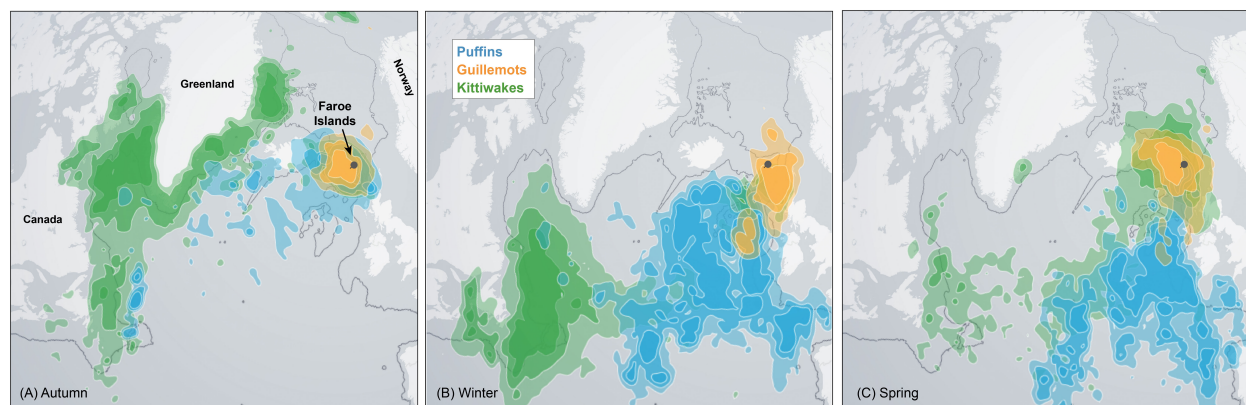 Greenland
Norway
Faroe
Islands
Canada
(A) Autumn
Puffins
Guillemots
Kittiwakes
(B) Winter
(C) Spring